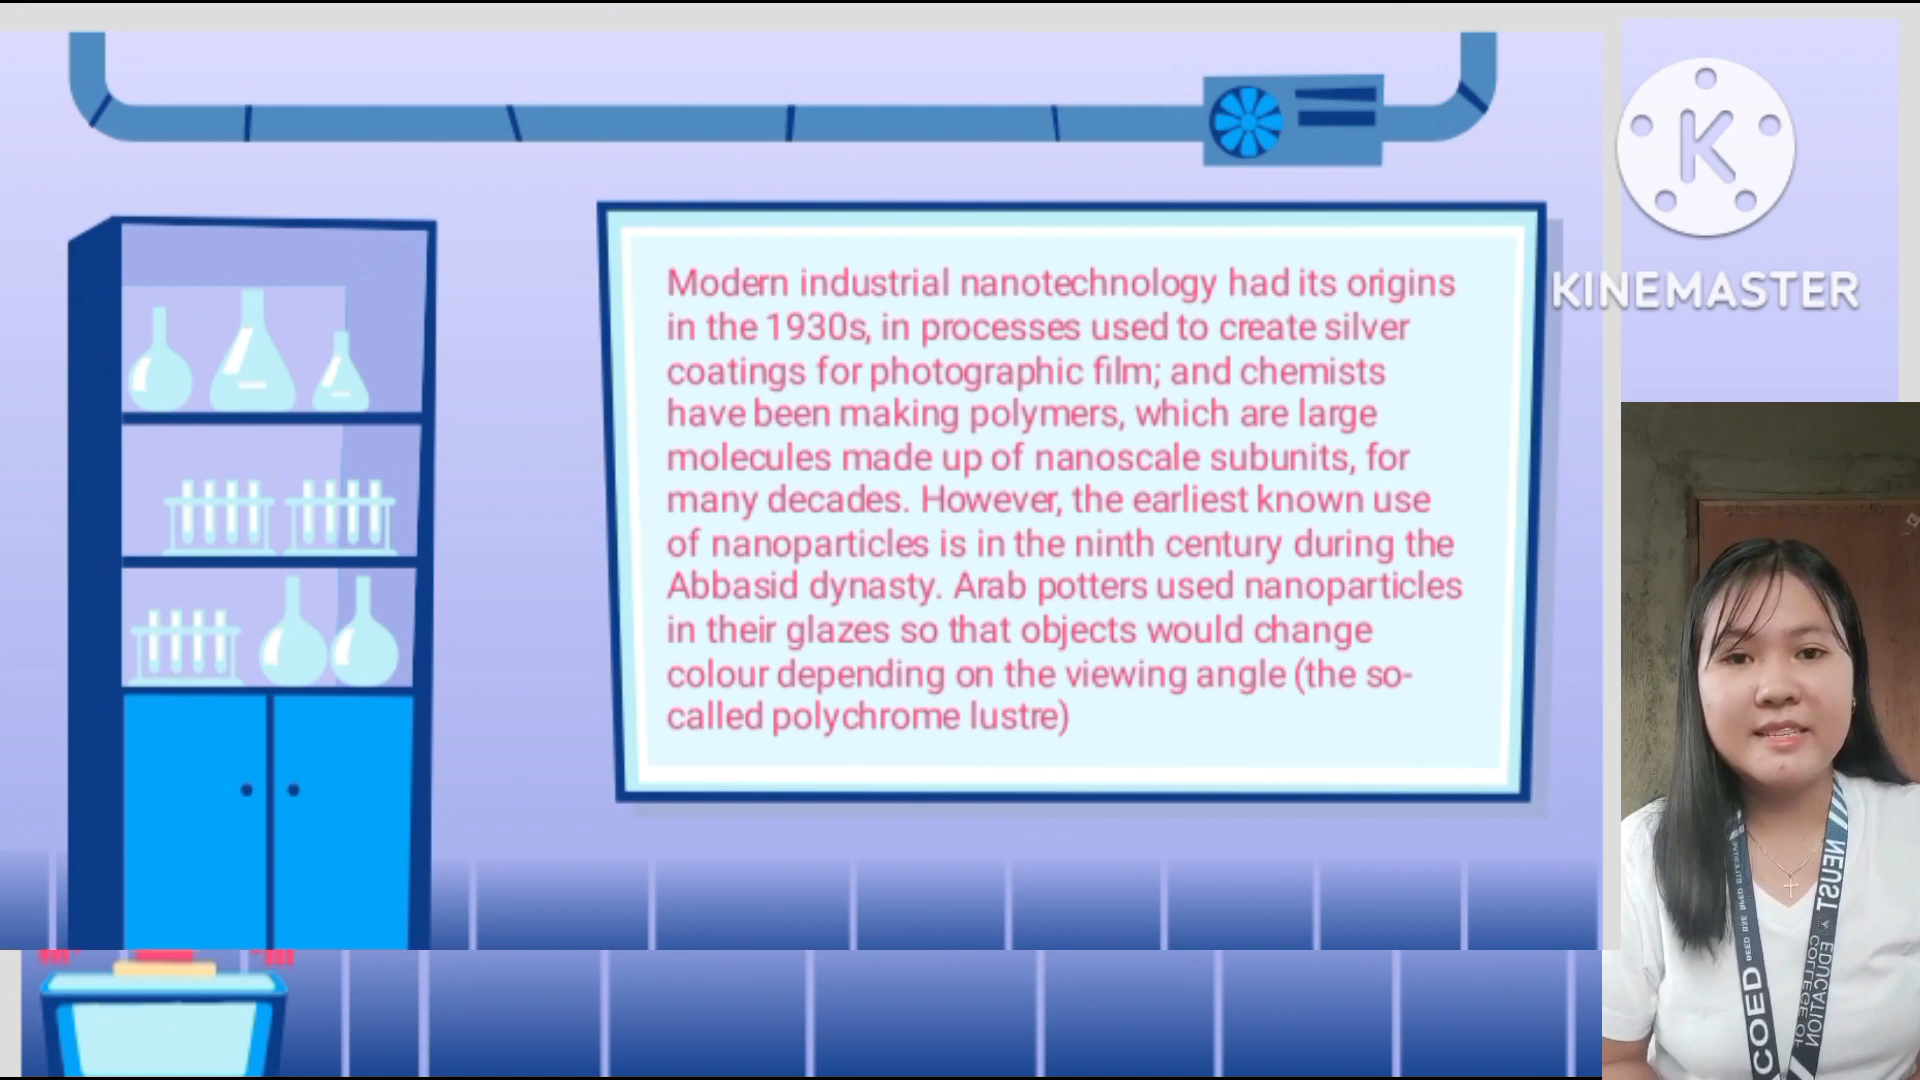 K
KINEMASTER
Modern industrial nanotechnology had its origins
in the 1930s, in processes used to create silver
coatings for photographic film; and chemists
have been making polymers, which are large
molecules made up of nanoscale subunits, for
many decades. However, the earliest known use
of nanoparticles is in the ninth century during the
Abbasid dynasty. Arab potters used nanoparticles
in their glazes so that objects would change
colour depending on the viewing angle (the so-
called polychrome lustre)
NEUST
COLLEGE OF
EDUCATION
COED